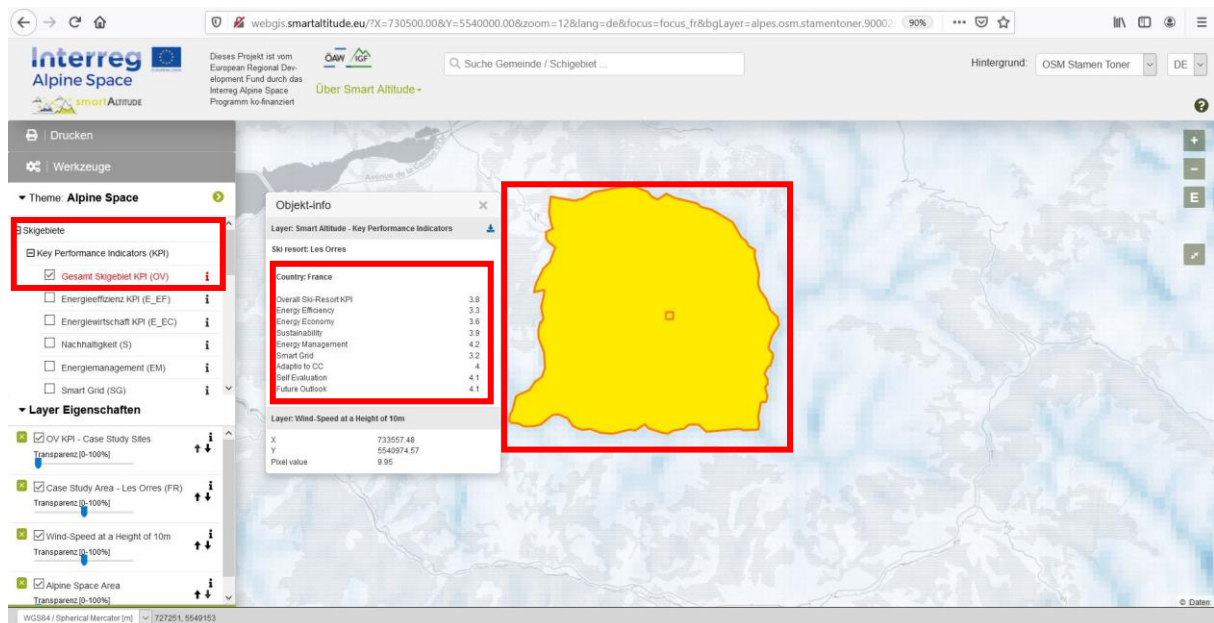 webgis.smartaltitude.eu/?X=730500.00&Y=5540000.00&zoom=12&lang=de&focus=focus_fr&bgLayer=alpes.osm.stamentoner.9000
90%
Interreg
Alpine Space
smartALTITUDE
Dieses Projekt ist vom
European Regional Dev-
elopment Fund durch das
Interreg Alpine Space
Programm ko-finanziert
ÖAW IGF
Über Smart Altitude
Suche Gemeinde / Schigebiet ...
Hintergrund: OSM Stamen Toner
DE
Drucken
Werkzeuge
Theme: Alpine Space
Skigebiete
Key Performance Indicators (KPI)
Gesamt Skigebiet KPI (OV)
Energieeffizienz KPI (E_EF)
Energiewirtschaft KPI (E_EC)
Nachhaltigkeit (S)
Energiemanagement (EM)
Smart Grid (SG)
Layer Eigenschaften
OV KPI - Case Study Sites
Transparenz [0-100%]
Case Study Area - Les Orres (FR)
Transparenz [0-100%]
Wind-Speed at a Height of 10m
Transparenz [0-100%]
Alpine Space Area
Transparenz [0-100%]
WGS84 / Spherical Mercator [m] 727251, 5549153
Avenue de
Objekt-info
Layer: Smart Altitude - Key Performance Indicators
Ski resort: Les Orres
Country: France
Overall Ski-Resort KPI 3.8
Energy Efficiency 3.3
Energy Economy 3.6
Sustainability 3.9
Energy Management 4.2
Smart Grid 3.2
Adaptio to CC 4
Self Evaluation 4.1
Future Outlook 4.1
Layer: Wind-Speed at a Height of 10m
X 733557.48
Y 5540974.57
Pixel value 9.95
E
© Daten: